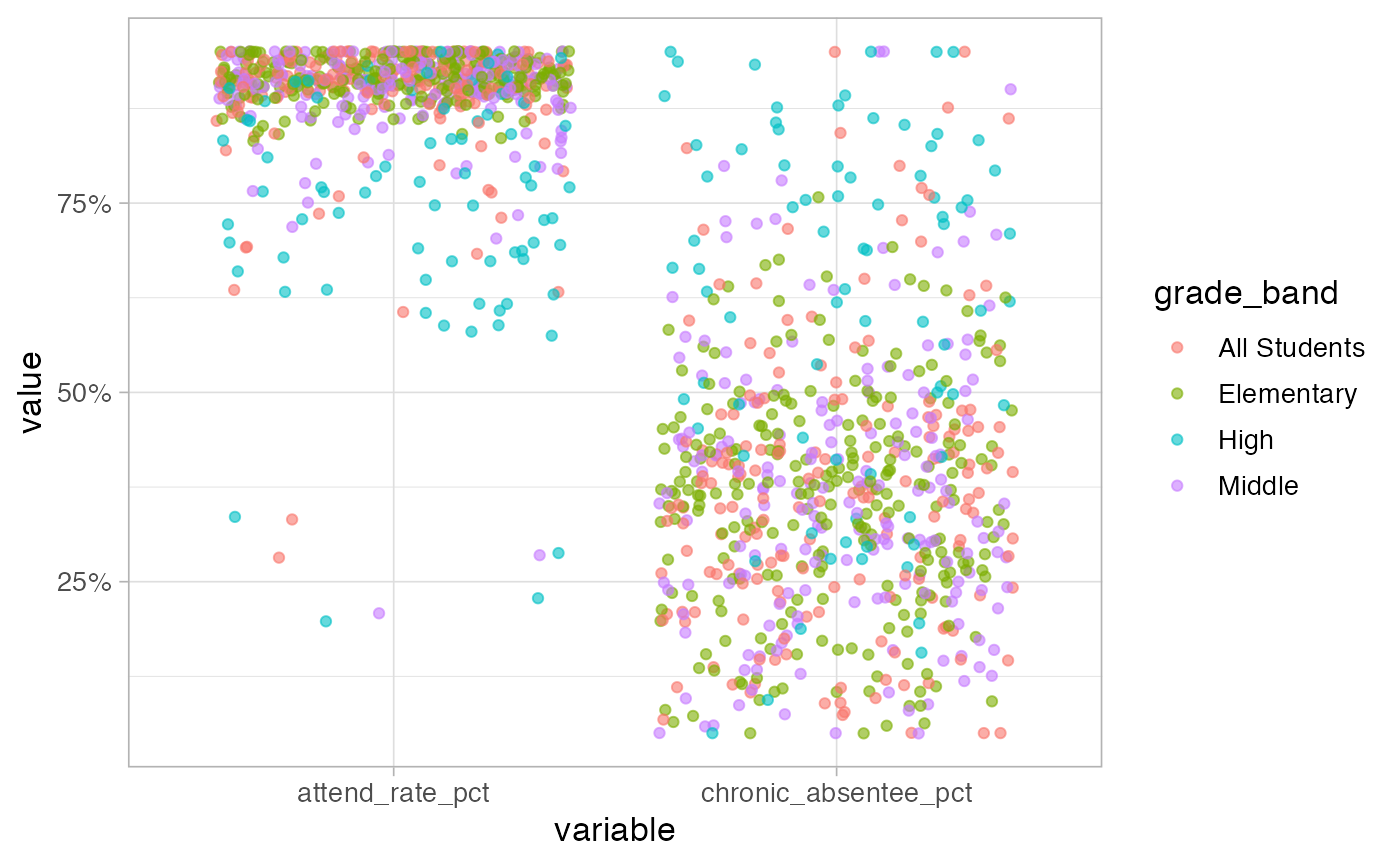 75%
50%
25%
value
attend_rate_pct
chronic_absentee_pct
variable
grade_band
All Students
Elementary
High
Middle